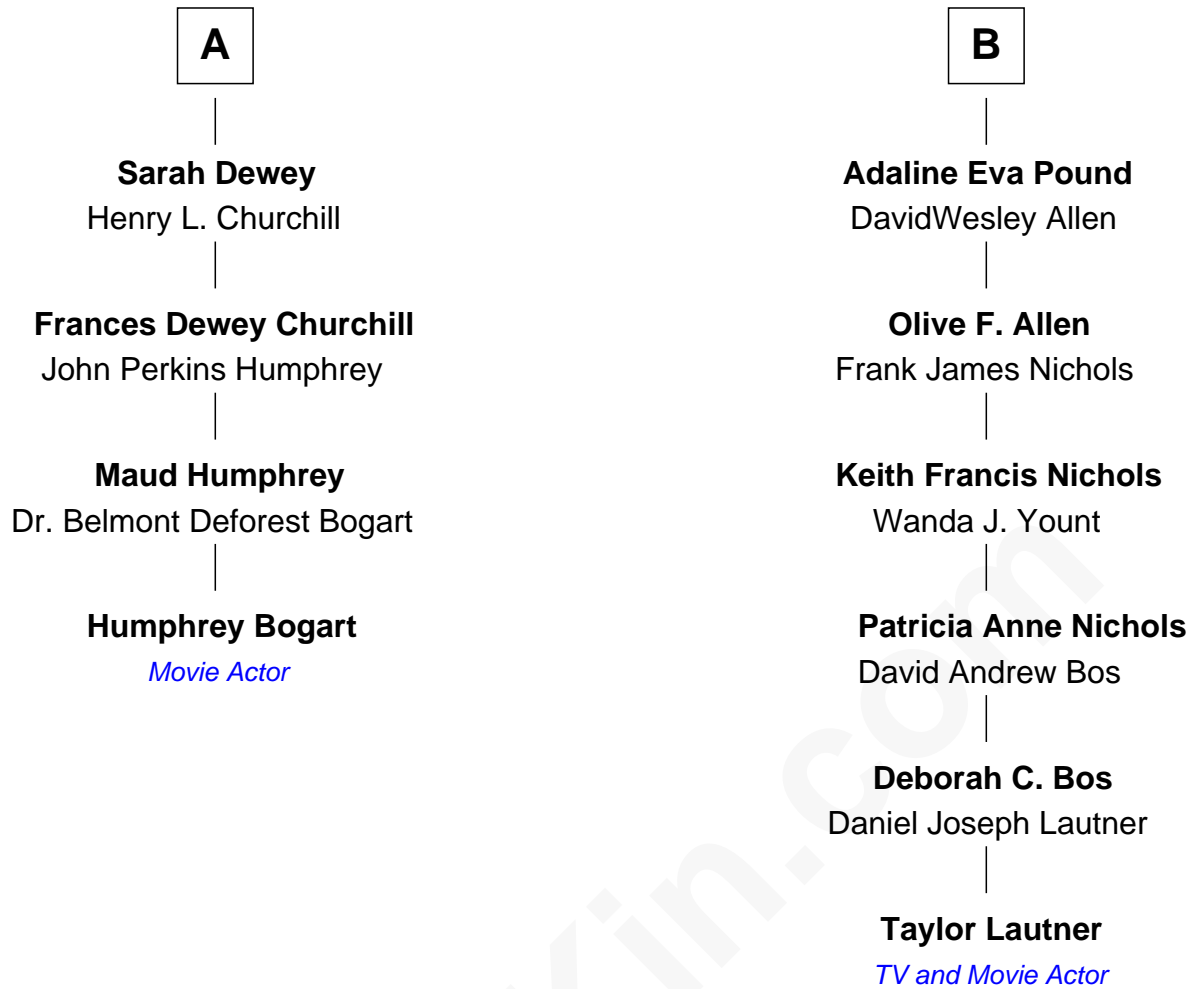 A
Sarah Dewey
Henry L. Churchill
Frances Dewey Churchill
John Perkins Humphrey
Maud Humphrey
Dr. Belmont Deforest Bogart
Humphrey Bogart
Movie Actor
B
Adaline Eva Pound
DavidWesley Allen
Olive F. Allen
Frank James Nichols
Keith Francis Nichols
Wanda J. Yount
Patricia Anne Nichols
David Andrew Bos
Deborah C. Bos
Daniel Joseph Lautner
Taylor Lautner
TV and Movie Actor